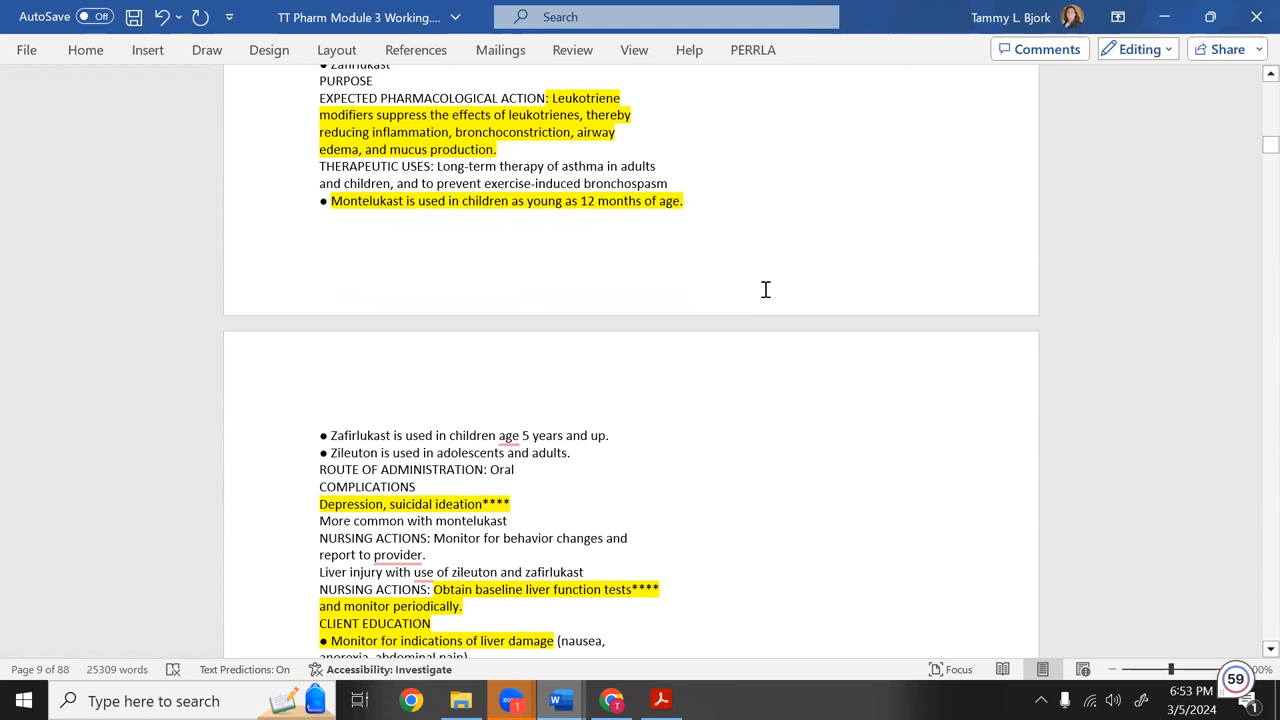 AutoSave Off TT Pharm Module 3 Working.... Search Tammy L. Bjork
File Home Insert Draw Design Layout References Mailings Review View Help PERRLA Comments Editing Share
● Zafirlukast
PURPOSE
EXPECTED PHARMACOLOGICAL ACTION: Leukotriene
modifiers suppress the effects of leukotrienes, thereby
reducing inflammation, bronchoconstriction, airway
edema, and mucus production.
THERAPEUTIC USES: Long-term therapy of asthma in adults
and children, and to prevent exercise-induced bronchospasm
● Montelukast is used in children as young as 12 months of age.
● Zafirlukast is used in children age 5 years and up.
● Zileuton is used in adolescents and adults.
ROUTE OF ADMINISTRATION: Oral
COMPLICATIONS
Depression, suicidal ideation****
More common with montelukast
NURSING ACTIONS: Monitor for behavior changes and
report to provider.
Liver injury with use of zileuton and zafirlukast
NURSING ACTIONS: Obtain baseline liver function tests****
and monitor periodically.
CLIENT EDUCATION
● Monitor for indications of liver damage (nausea,
anorexia, abdominal pain)
Page 9 of 88 25309 words Text Predictions: On Accessibility: Investigate Focus 00%
59
Type here to search 1 6:53 PM
3/5/2024 1